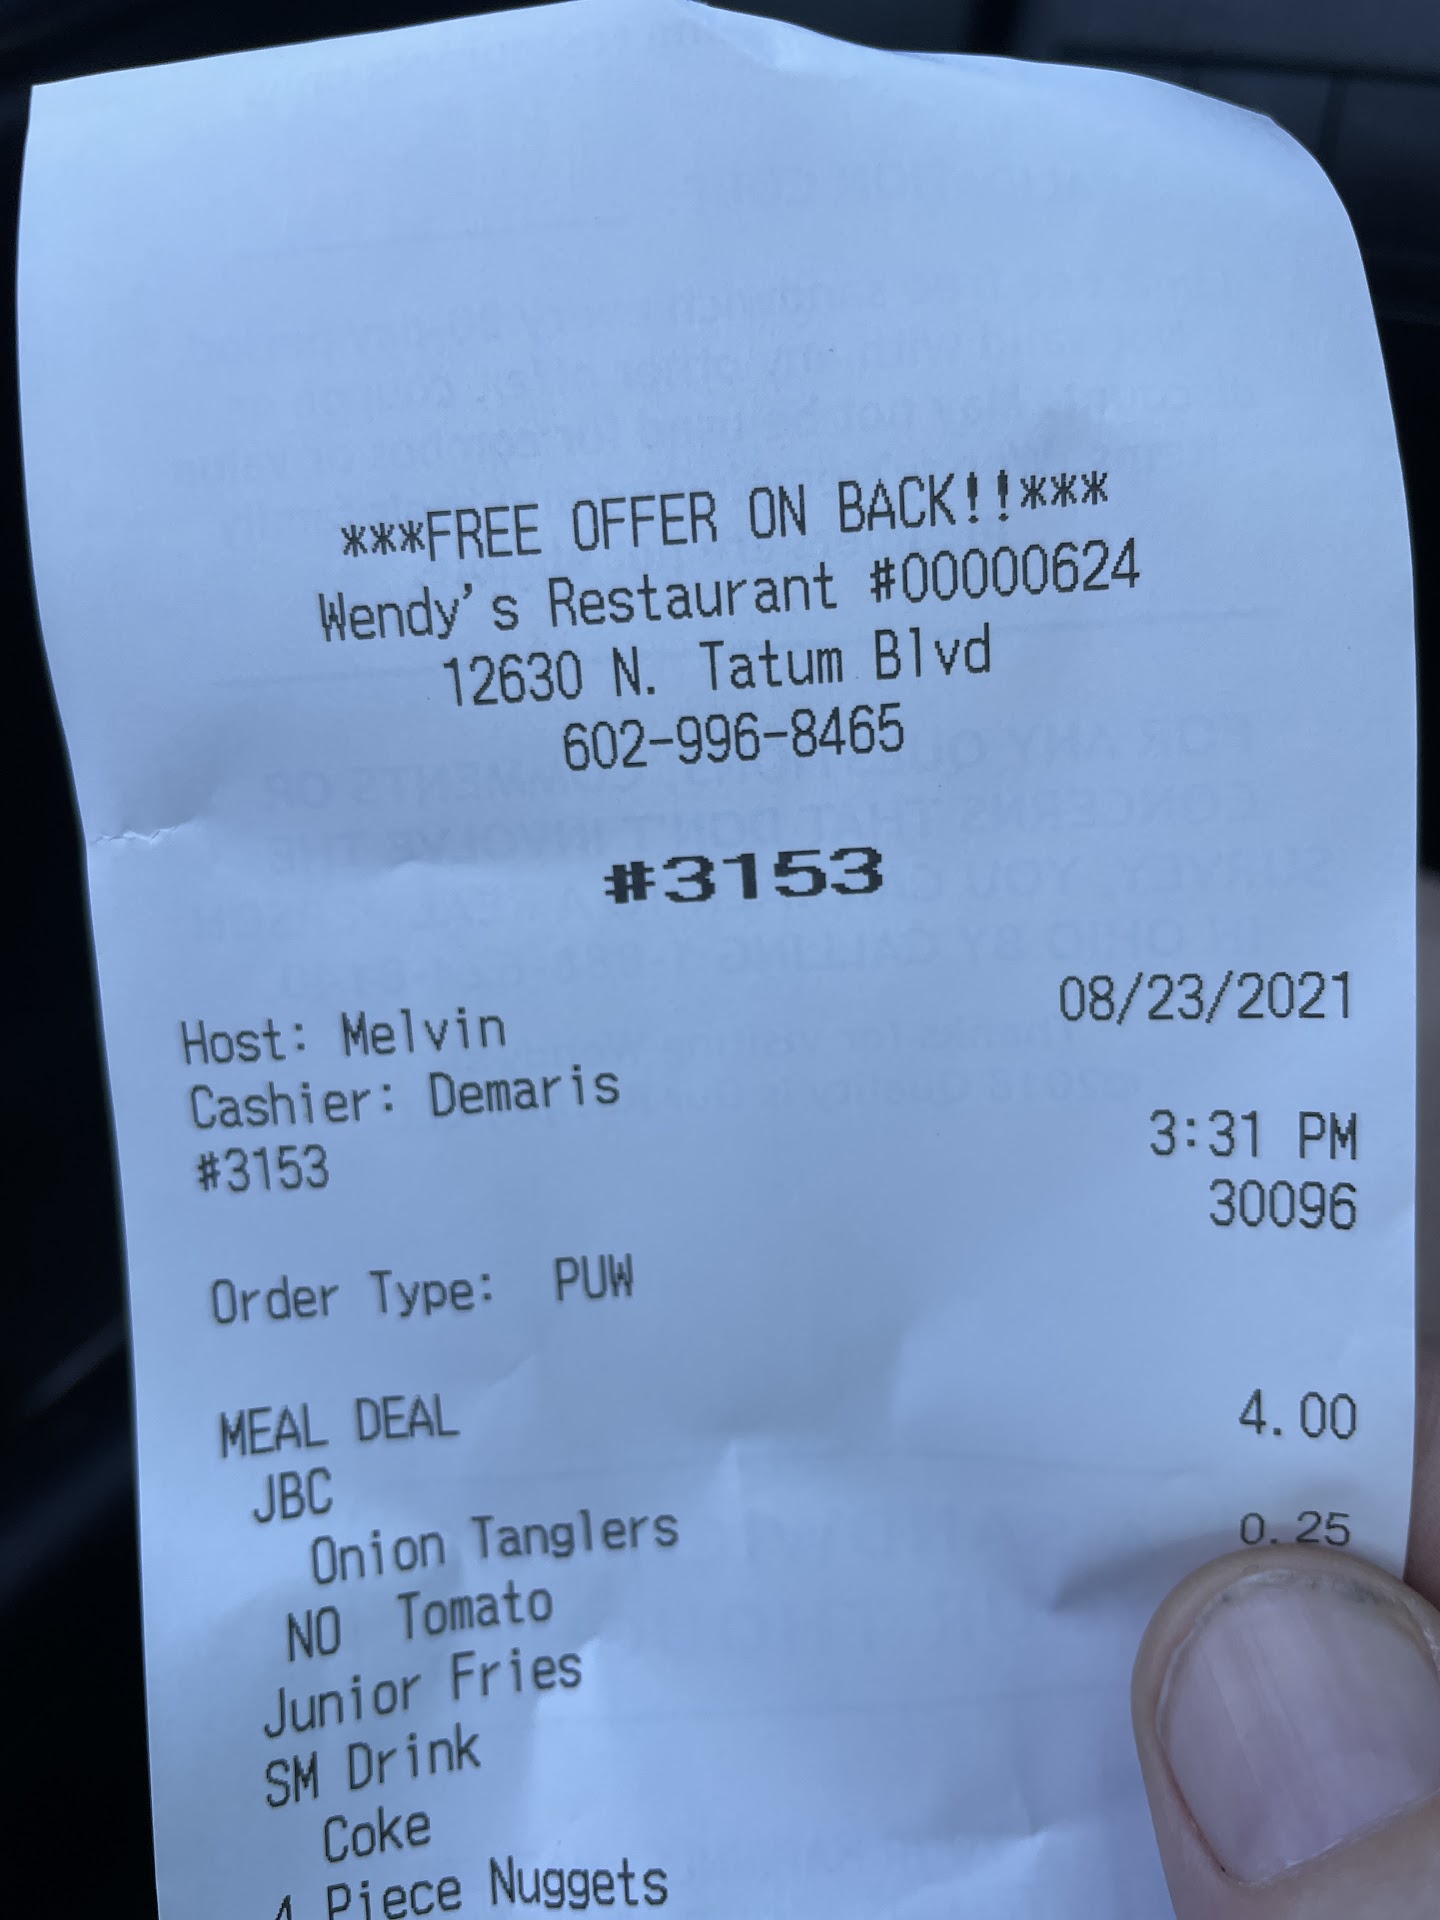 ***FREE OFFER ON BACK!!***
Wendy's Restaurant #00000624
12630 N. Tatum Blvd
602-996-8465
#3153
08/23/2021
Host: Melvin
Cashier: Demaris
3:31 PM
#3153
30096
Order Type: PUW
MEAL DEAL 4.00
JBC
Onion Tanglers 0.25
NO Tomato
Junior Fries
SM Drink
Coke
4 Piece Nuggets